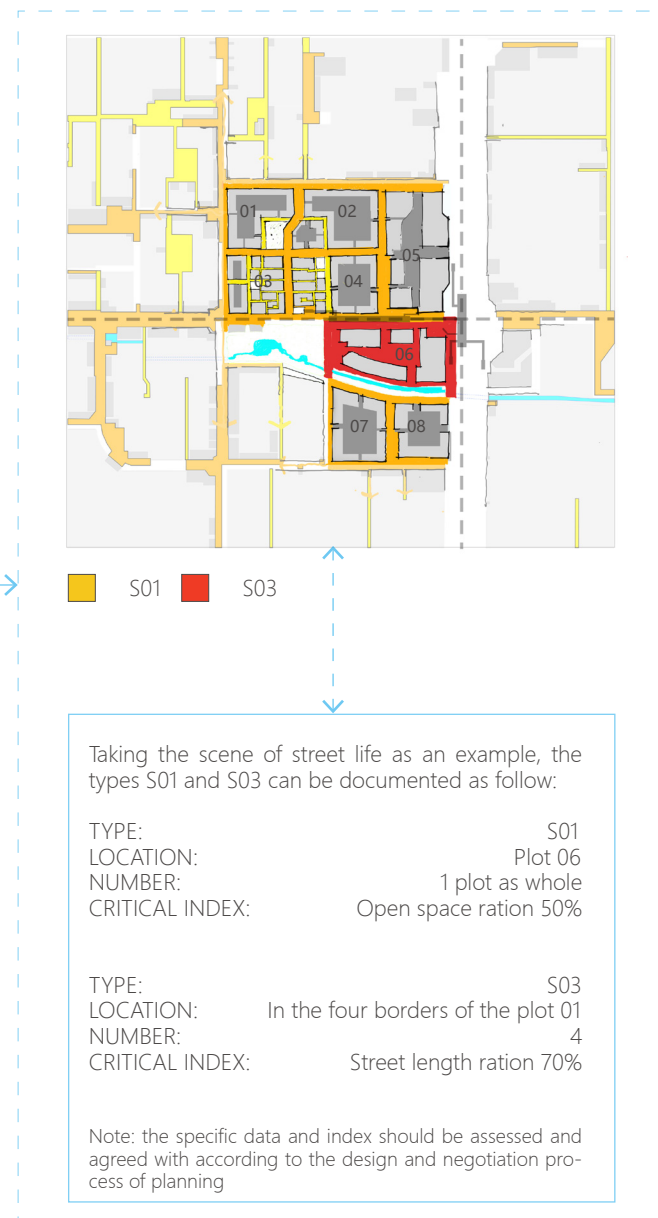 01
02
05
03
04
06
07
08
S01
S03
Taking the scene of street life as an example, the
types S01 and S03 can be documented as follow:
TYPE: S01
LOCATION: Plot 06
NUMBER: 1 plot as whole
CRITICAL INDEX: Open space ration 50%
TYPE: S03
LOCATION: In the four borders of the plot 01
NUMBER: 4
CRITICAL INDEX: Street length ration 70%
Note: the specific data and index should be assessed and
agreed with according to the design and negotiation pro-
cess of planning